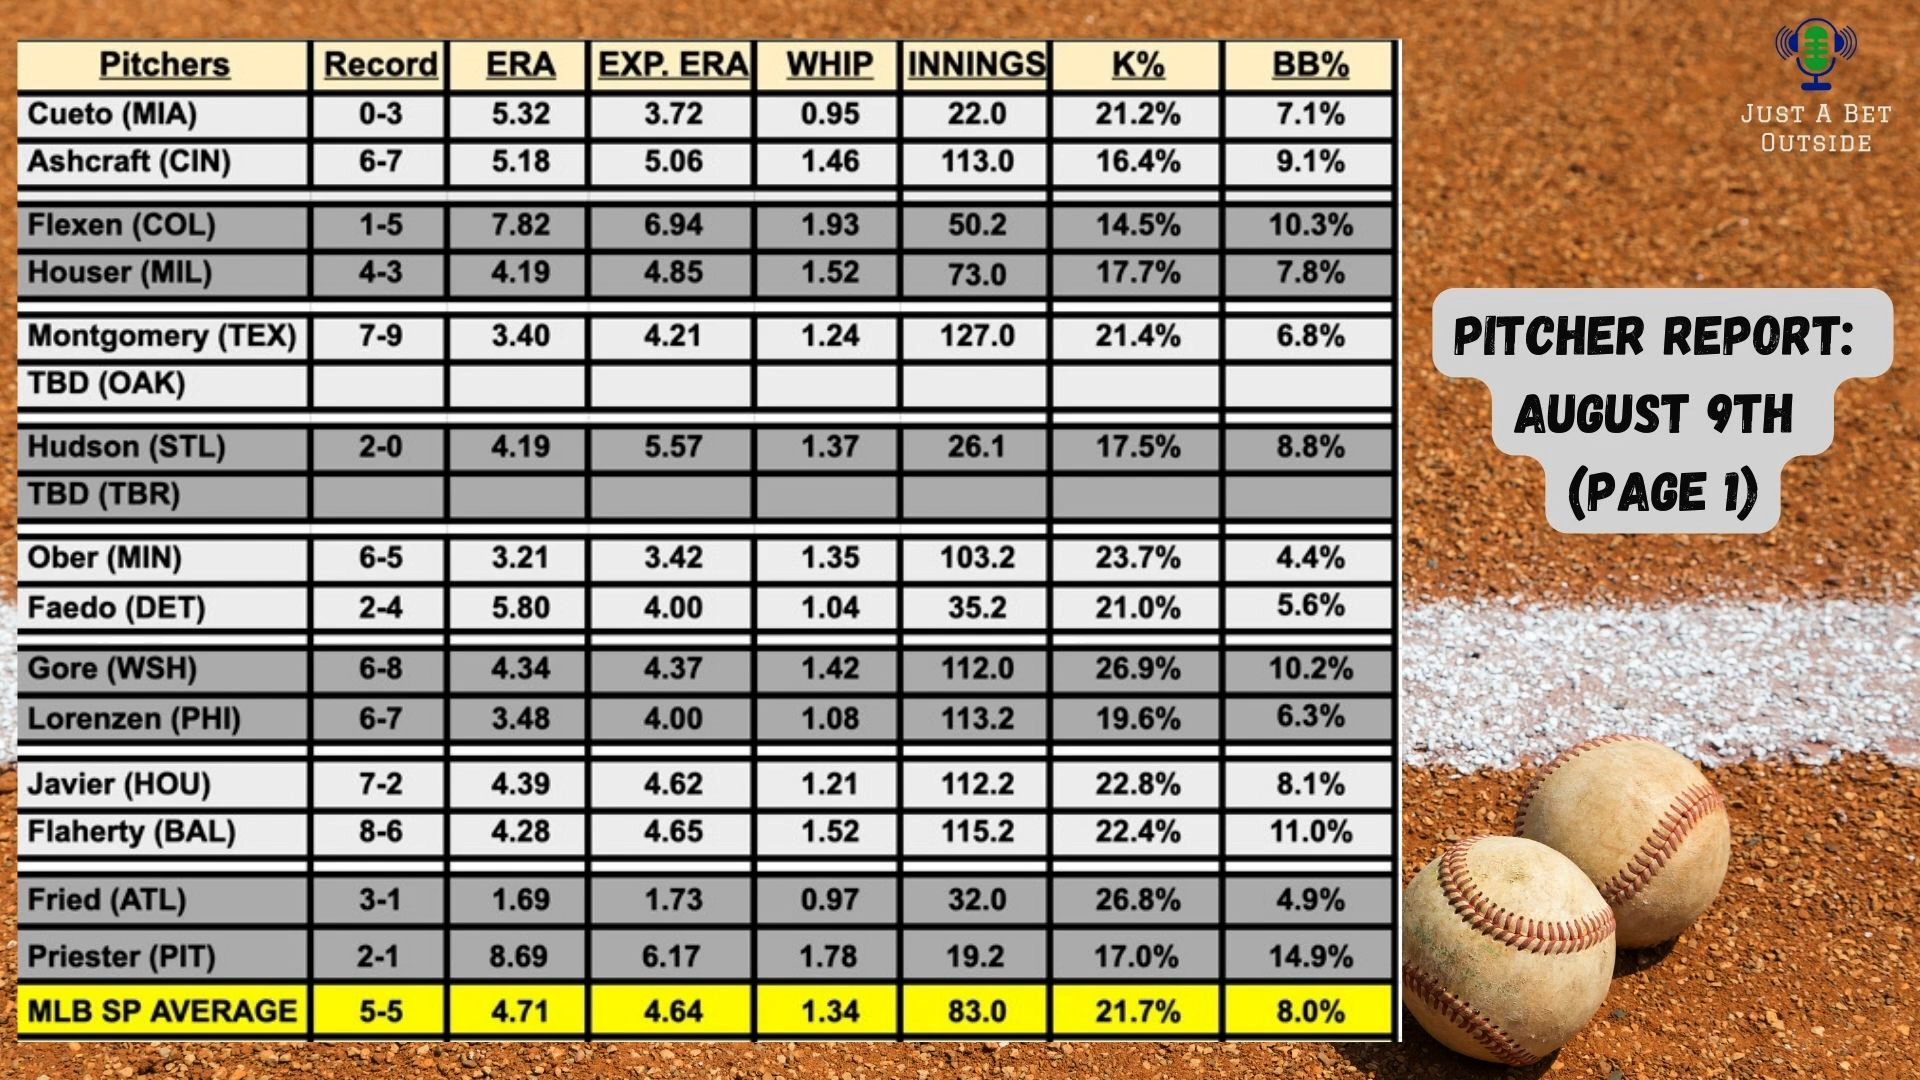 Pitchers Record ERA EXP. ERA WHIP INNINGS K% BB%
Cueto (MIA) 0-3 5.32 3.72 0.95 22.0 21.2% 7.1%
Ashcraft (CIN) 6-7 5.18 5.06 1.46 113.0 16.4% 9.1%
Flexen (COL) 1-5 7.82 6.94 1.93 50.2 14.5% 10.3%
Houser (MIL) 4-3 4.19 4.85 1.52 73.0 17.7% 7.8%
Montgomery (TEX) 7-9 3.40 4.21 1.24 127.0 21.4% 6.8%
TBD (OAK)
Hudson (STL) 2-0 4.19 5.57 1.37 26.1 17.5% 8.8%
TBD (TBR)
Ober (MIN) 6-5 3.21 3.42 1.35 103.2 23.7% 4.4%
Faedo (DET) 2-4 5.80 4.00 1.04 35.2 21.0% 5.6%
Gore (WSH) 6-8 4.34 4.37 1.42 112.0 26.9% 10.2%
Lorenzen (PHI) 6-7 3.48 4.00 1.08 113.2 19.6% 6.3%
Javier (HOU) 7-2 4.39 4.62 1.21 112.2 22.8% 8.1%
Flaherty (BAL) 8-6 4.28 4.65 1.52 115.2 22.4% 11.0%
Fried (ATL) 3-1 1.69 1.73 0.97 32.0 26.8% 4.9%
Priester (PIT) 2-1 8.69 6.17 1.78 19.2 17.0% 14.9%
MLB SP AVERAGE 5-5 4.71 4.64 1.34 83.0 21.7% 8.0%
JUST A BET
OUTSIDE
PITCHER REPORT:
AUGUST 9TH
(PAGE 1)